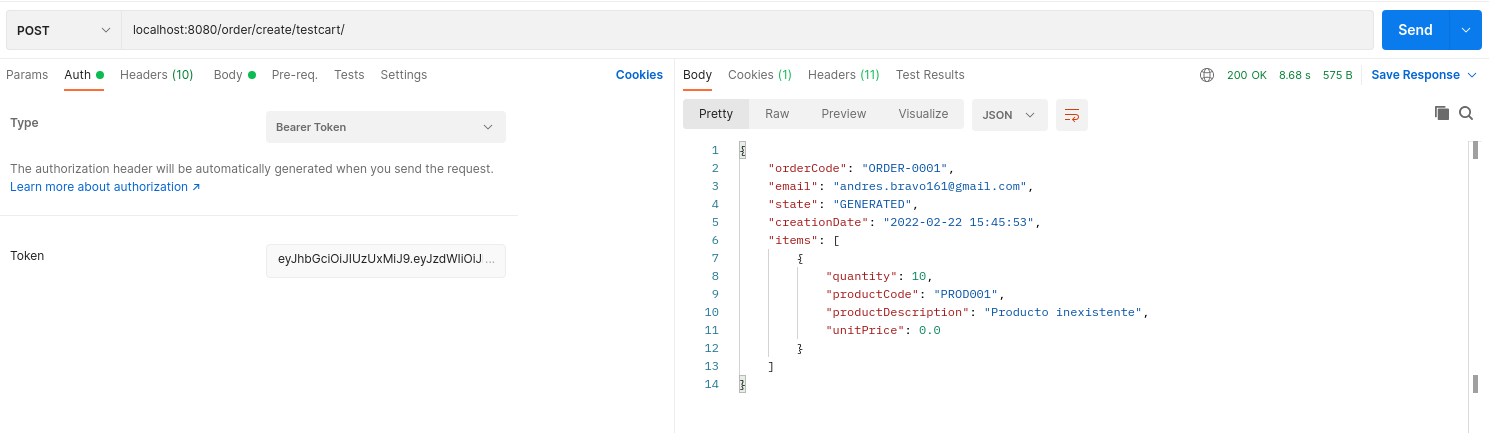 POST localhost:8080/order/create/testcart/ Send
Params Auth Headers (10) Body Pre-req. Tests Settings Cookies
Type Bearer Token
The authorization header will be automatically generated when you send the request.
Learn more about authorization ↗
Token eyJhbGciOiJIUzUxMiJ9.eyJzdWIiOiJ ...
Body Cookies (1) Headers (11) Test Results 200 OK 8.68 s 575 B Save Response
Pretty Raw Preview Visualize JSON
1 {
2 "orderCode": "ORDER-0001",
3 "email": "andres.bravo161@gmail.com",
4 "state": "GENERATED",
5 "creationDate": "2022-02-22 15:45:53",
6 "items": [
7 {
8 "quantity": 10,
9 "productCode": "PROD001",
10 "productDescription": "Producto inexistente",
11 "unitPrice": 0.0
12 }
13 ]
14 }